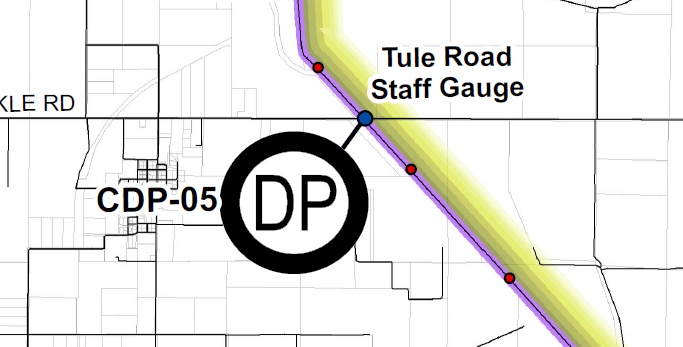 Tule Road
Staff Gauge
KLE RD
CDP-05
DP